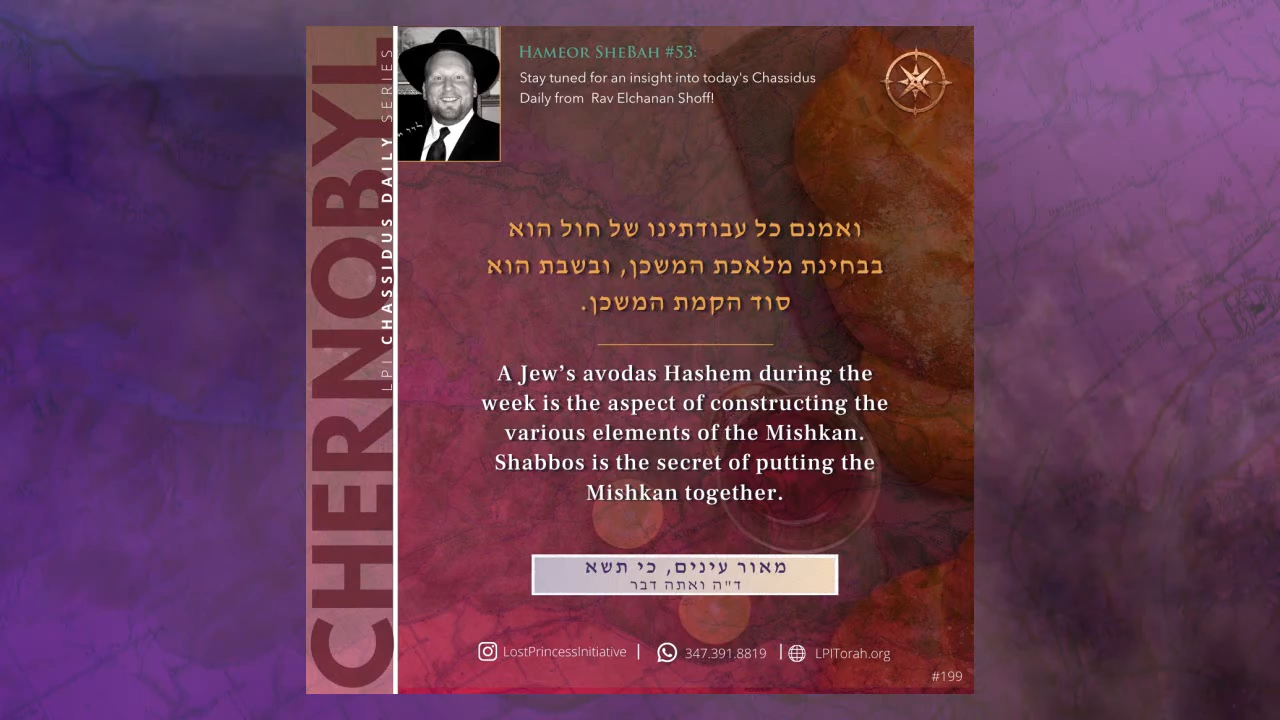 CHERNOBYL
LPI CHASSIDUS DAILY SERIES
HAMEOR SHEBAH #53:
Stay tuned for an insight into today's Chassidus
Daily from Rav Elchanan Shoff!
ואמנם כל עבודתינו של חול הוא
בבחינת מלאכת המשכן, ובשבת הוא
סוד הקמת המשכן.
A Jew's avodas Hashem during the
week is the aspect of constructing the
various elements of the Mishkan.
Shabbos is the secret of putting the
Mishkan together.
מאור עינים, כי תשא
ד"ה ואתה דבר
LostPrincessInitiative | 347.391.8819 | LPITorah.org
#199